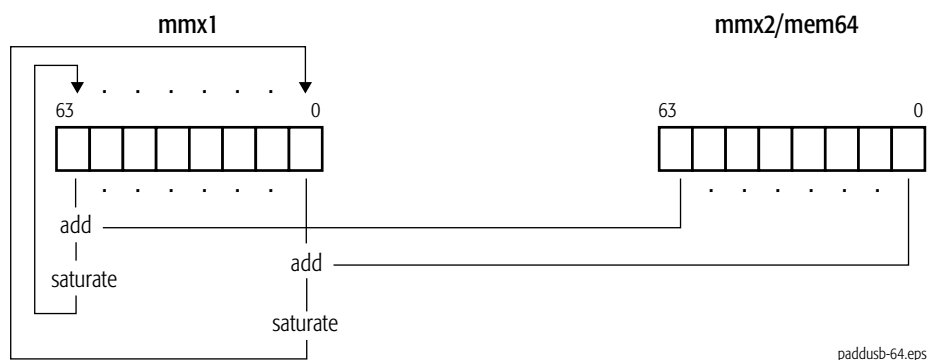 mmx1 mmx2/mem64
. . . . . .
63 0 63 0
. . . . . . . . . . . .
add
add
saturate
saturate
paddusb-64.eps